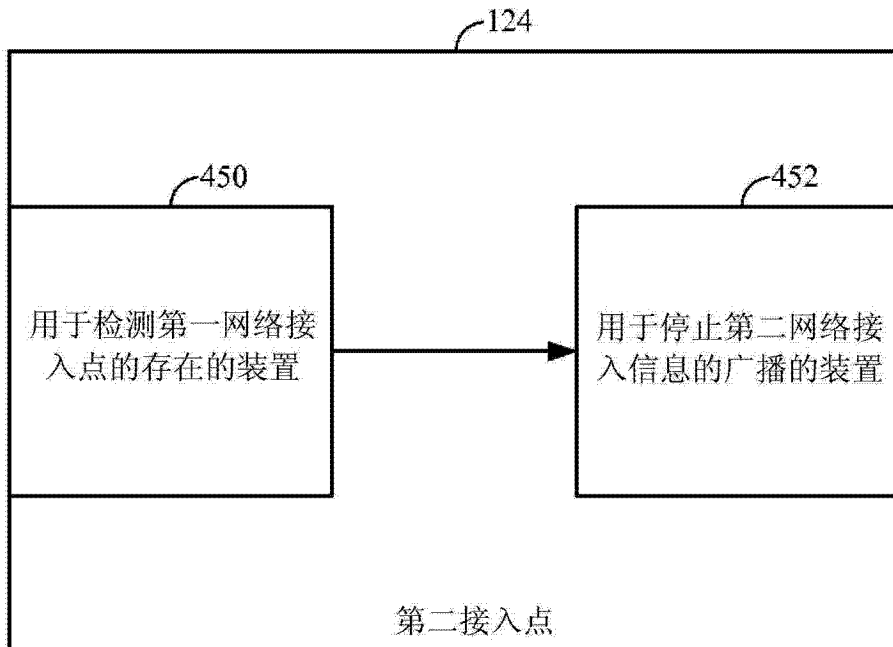 124
450
452
用于检测第一网络接
入点的存在的装置
用于停止第二网络接
入信息的广播的装置
第二接入点